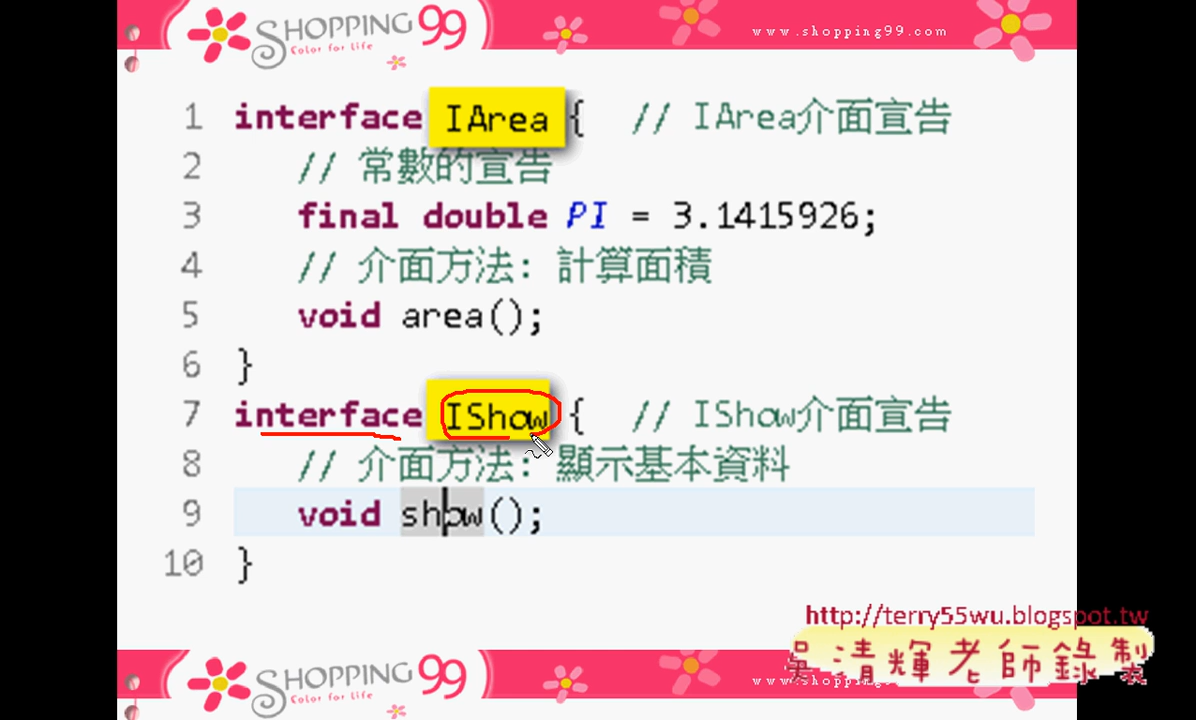 SHOPPING 99
Color for Life
www.shopping99.com
1 interface IArea { // IArea介面宣告
2 // 常數的宣告
3 final double PI = 3.1415926;
4 // 介面方法: 計算面積
5 void area();
6 }
7 interface IShow { // IShow介面宣告
8 // 介面方法: 顯示基本資料
9 void show();
10 }
http://terry55wu.blogspot.tw
吳清輝老師錄製
SHOPPING 99
Color for Life